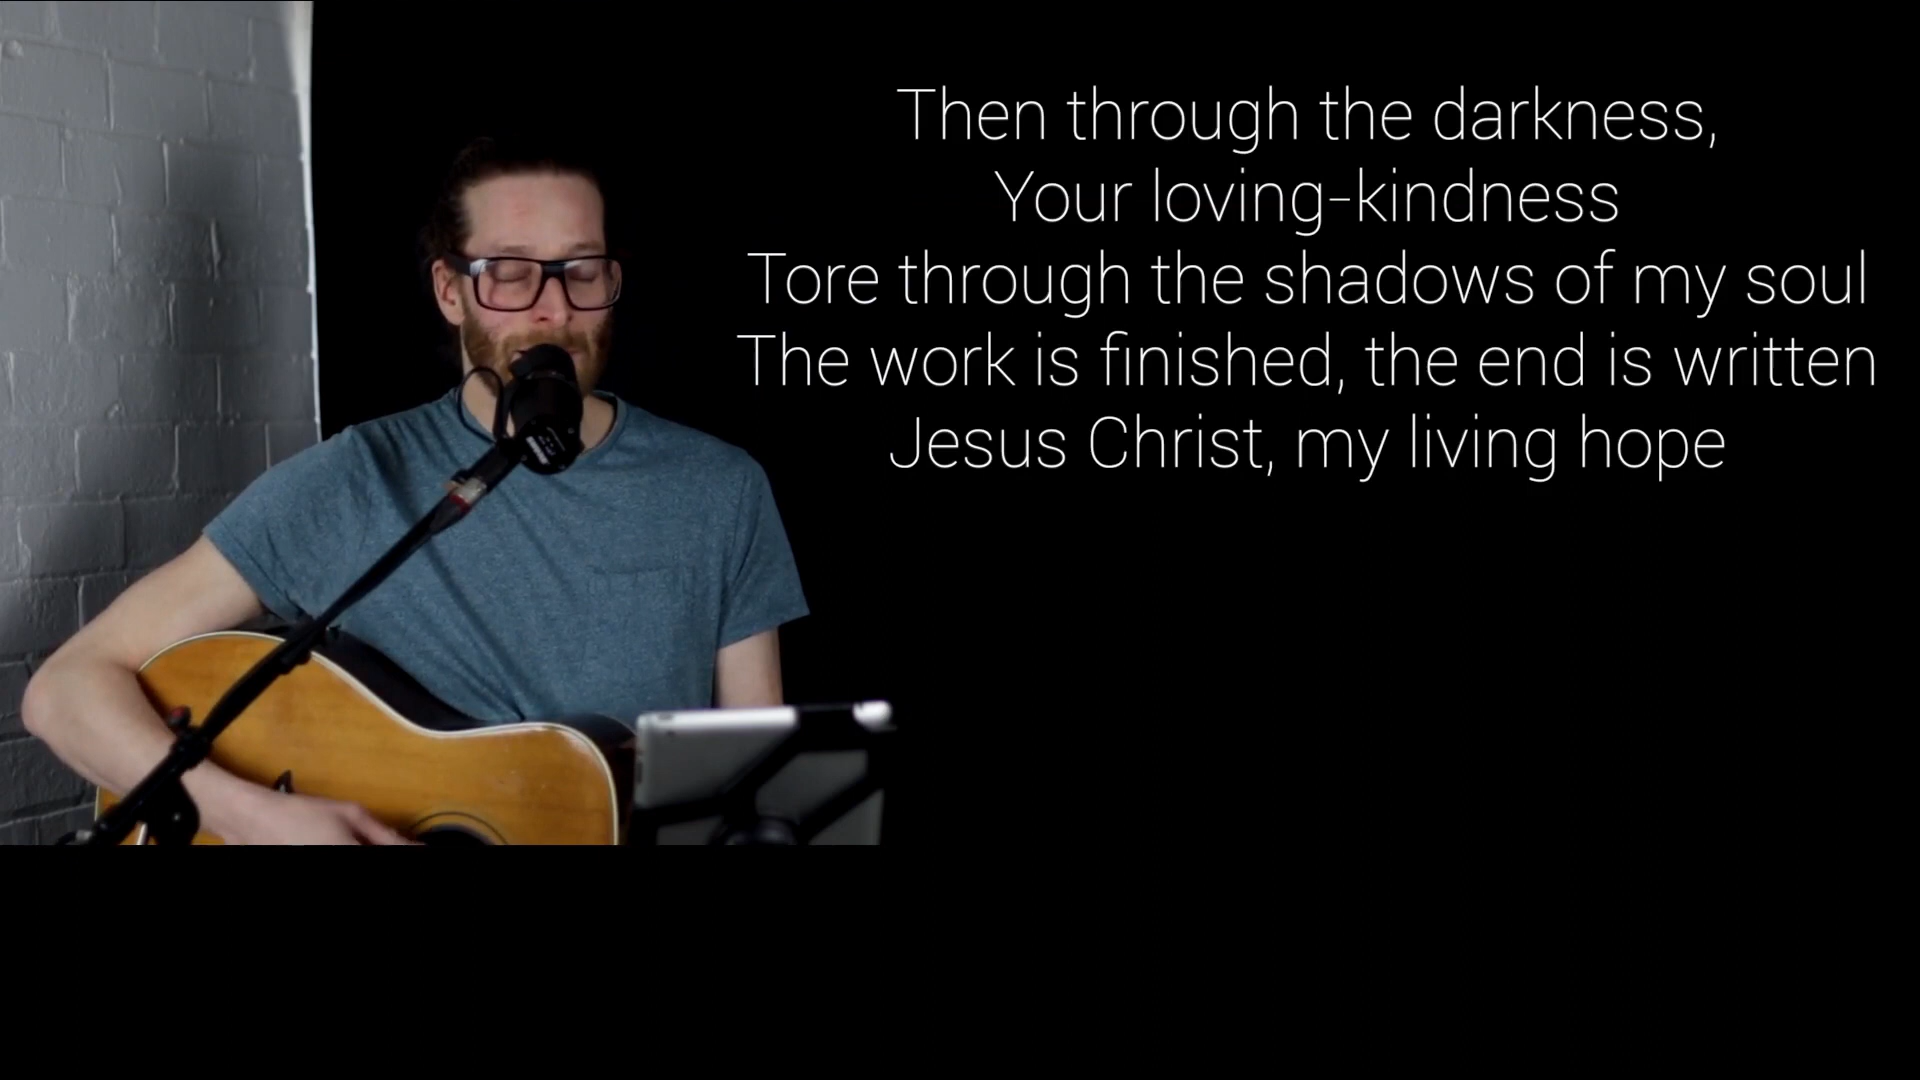 Then through the darkness,
Your loving-kindness
Tore through the shadows of my soul
The work is finished, the end is written
Jesus Christ, my living hope